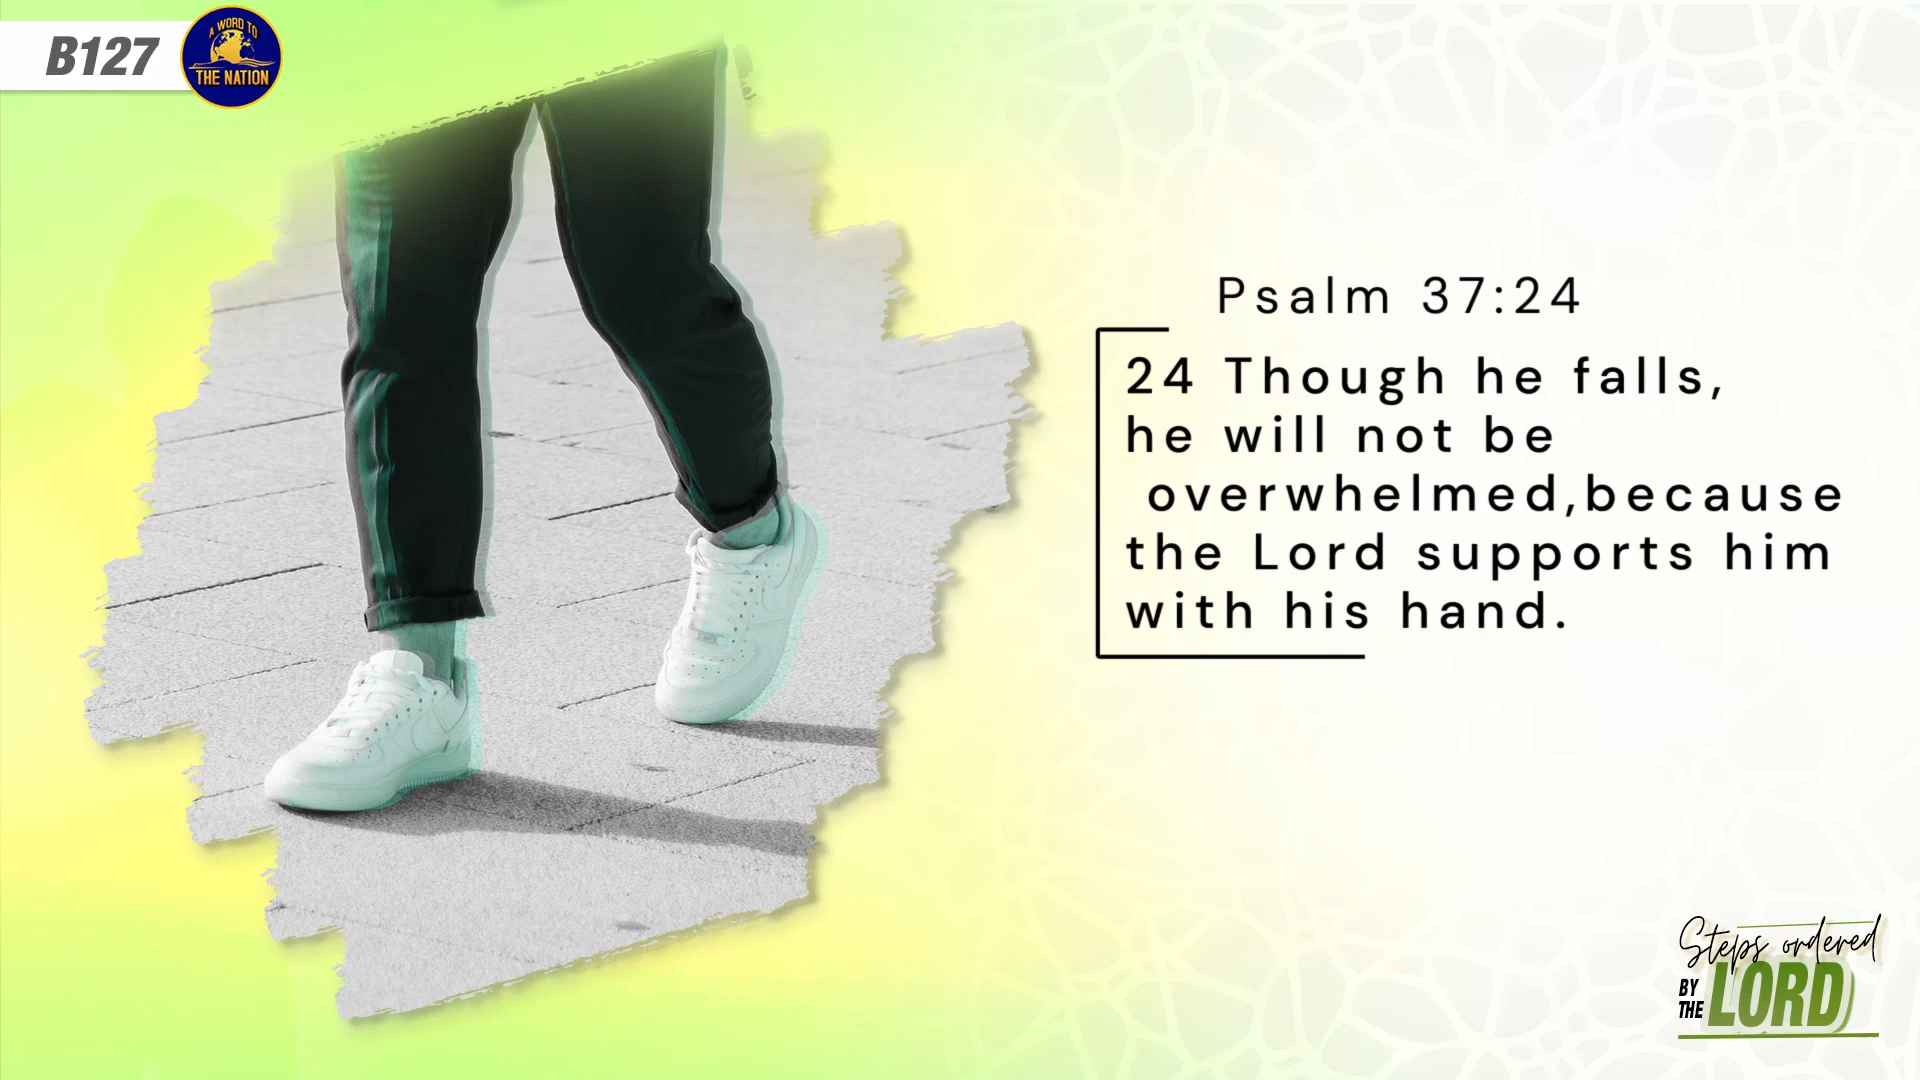 B127
A WORD TO
THE NATION
Psalm 37:24
24 Though he falls,
he will not be
overwhelmed,because
the Lord supports him
with his hand.
Steps ordered
BY
THE
LORD